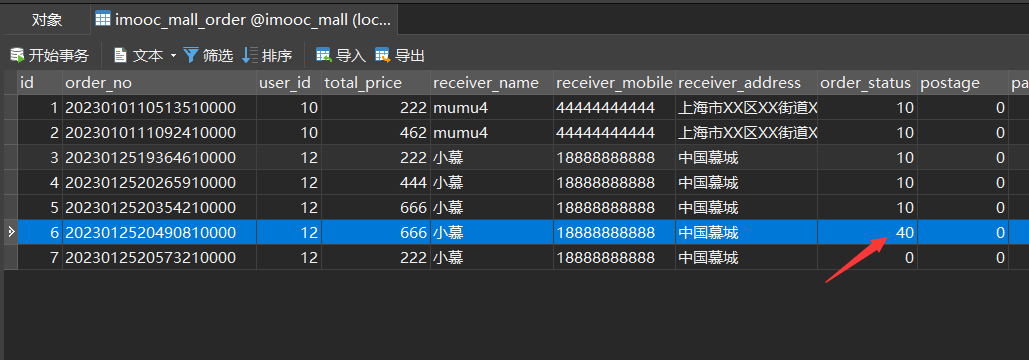 对象 imooc_mall_order @imooc_mall (loc...
开始事务 文本 筛选 排序 导入 导出
id order_no user_id total_price receiver_name receiver_mobile receiver_address order_status postage pa
1 2023010110513510000 10 222 mumu4 44444444444 上海市XX区XX街道X 10 0
2 2023010111092410000 10 462 mumu4 44444444444 上海市XX区XX街道X 10 0
3 2023012519364610000 12 222 小慕 18888888888 中国慕城 10 0
4 2023012520265910000 12 444 小慕 18888888888 中国慕城 10 0
5 2023012520354210000 12 666 小慕 18888888888 中国慕城 10 0
6 2023012520490810000 12 666 小慕 18888888888 中国慕城 40 0
7 2023012520573210000 12 222 小慕 18888888888 中国慕城 0 0